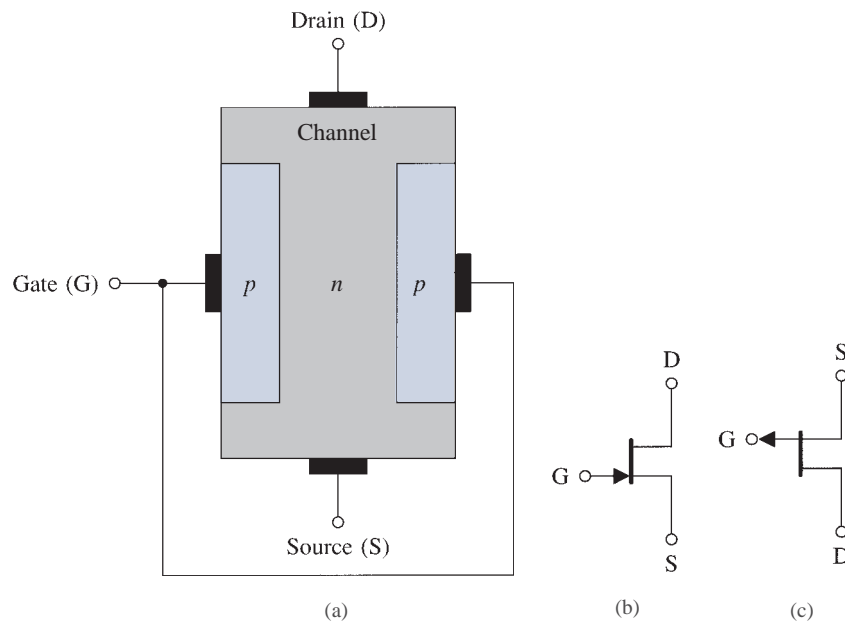 Drain (D)
Channel
Gate (G)
p
n
p
Source (S)
(a)
D
G
S
(b)
S
G
D
(c)